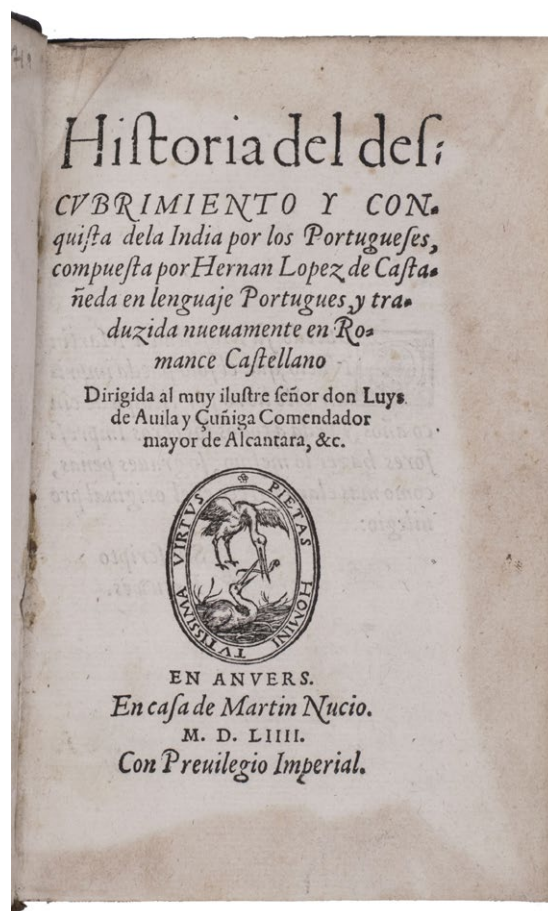 Hiſtoria del deſ:
CVBRIMIENTO Y CON.
quiſta dela India por los Portugueſes,
compueſta por Hernan Lopez de Caſta.
ñeda en lenguaje Portugues, y tra.
duzida nueuamente en Ro.
mance Caſtellano
Dirigida al muy iluſtre ſeñor don Luys
de Auila y Çuñiga Comendador
mayor de Alcantara, &c.
PIETAS HOMINI TVTISSIMA VIRTVS
EN ANVERS.
En caſa de Martin Nucio.
M. D. LIIII.
Con Preuilegio Imperial.